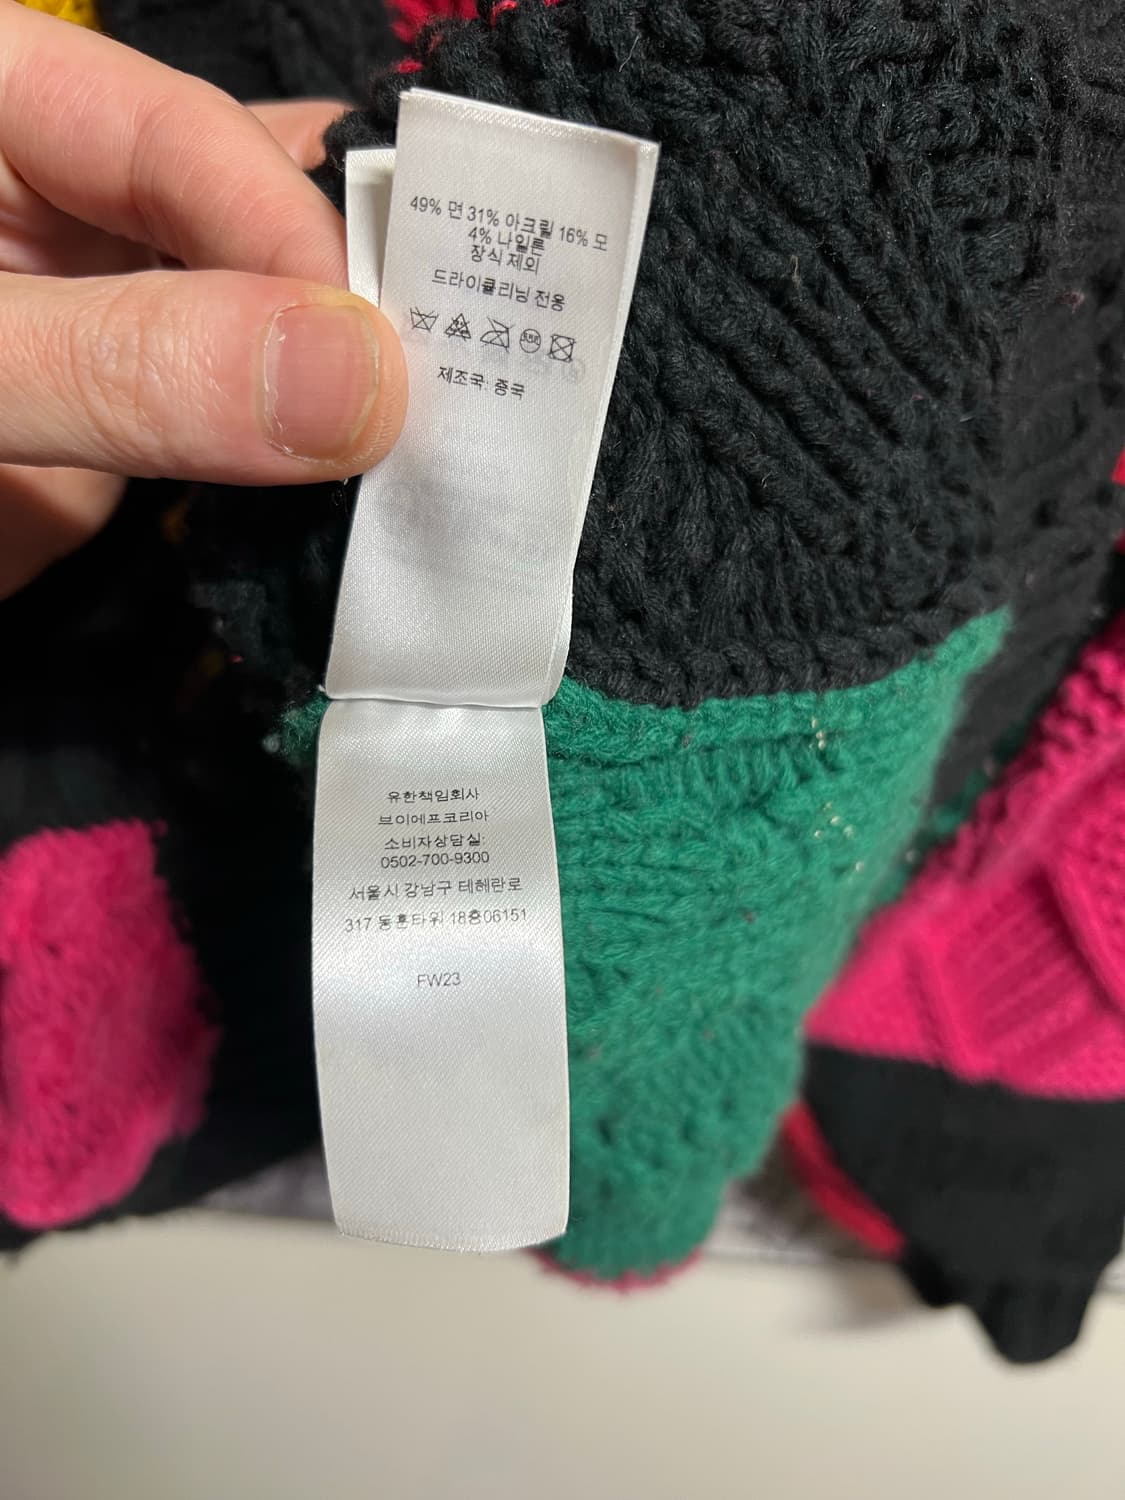 49% 면 31% 아크릴 16% 모
4% 나일론
장식 제외
드라이클리닝 전용
제조국: 중국
유한책임회사
브이에프코리아
소비자상담실:
0502-700-9300
서울시 강남구 테헤란로
317 동훈타워 18층06151
FW23